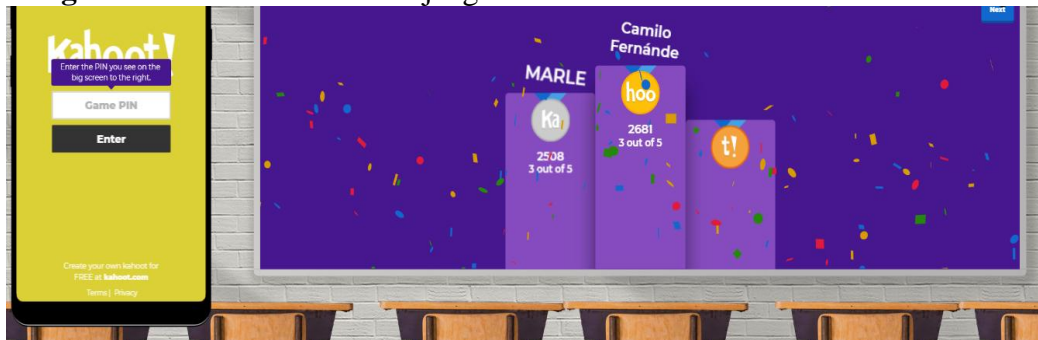 Kahoot!
Enter the PIN you see on the
big screen to the right.
Game PIN
Enter
Create your own kahoot for
FREE at kahoot.com
Terms | Privacy
Next
Camilo
Fernánde
MARLE
hoo
Ka
t!
2681
3 out of 5
2508
3 out of 5